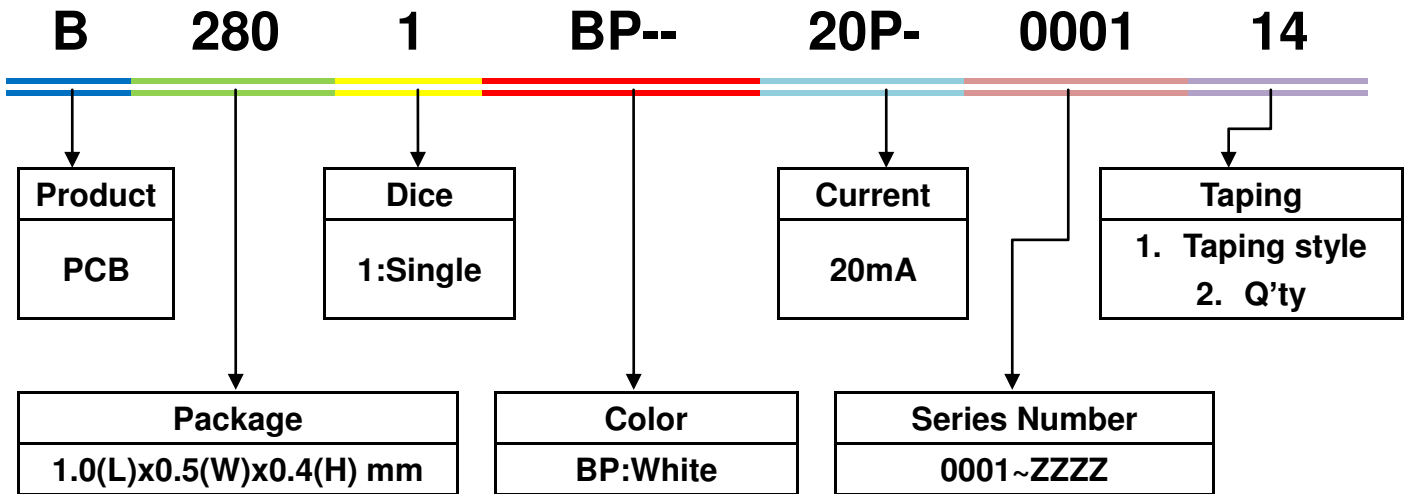 B 280 1 BP-- 20P- 0001 14
Product
PCB
Dice
1:Single
Current
20mA
Taping
1. Taping style
2. Q'ty
Package
1.0(L)x0.5(W)x0.4(H) mm
Color
BP:White
Series Number
0001~ZZZZ